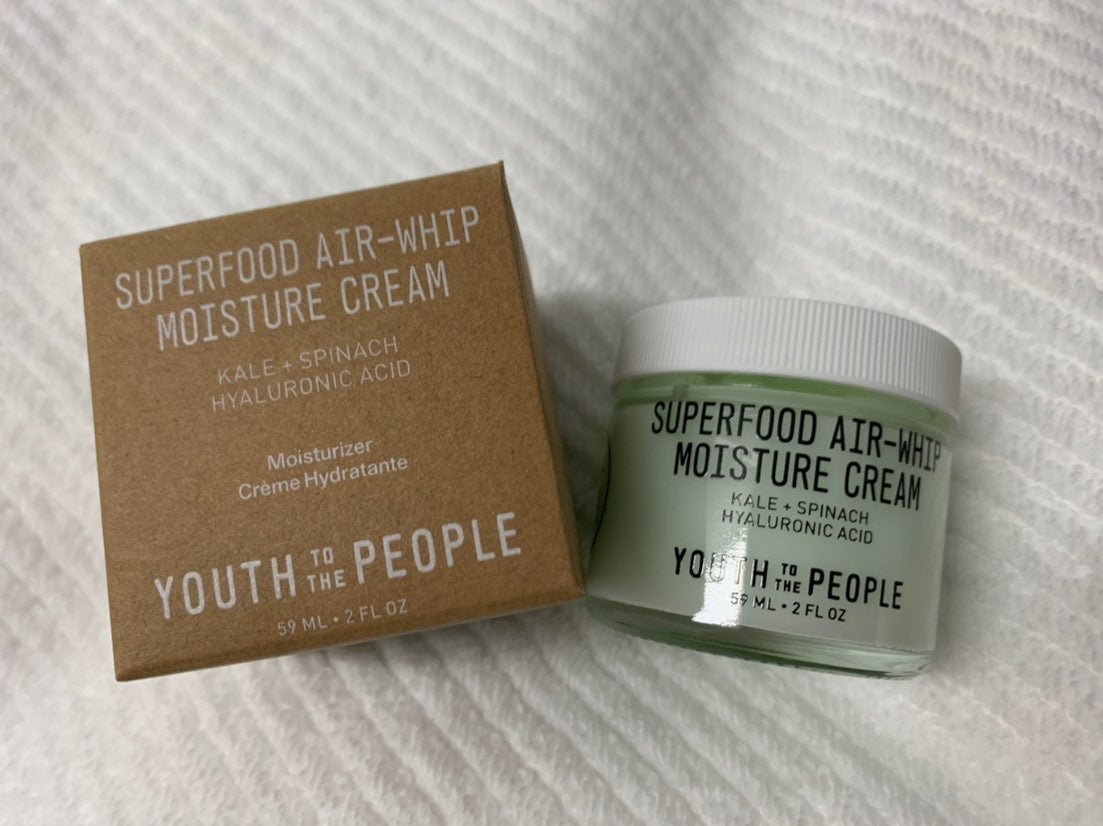 SUPERFOOD AIR-WHIP
MOISTURE CREAM
KALE + SPINACH
HYALURONIC ACID
Moisturizer
Crème Hydratante
YOUTH TO THE PEOPLE
59 ML • 2 FL OZ
SUPERFOOD AIR-WHIP
MOISTURE CREAM
KALE + SPINACH
HYALURONIC ACID
YOUTH TO THE PEOPLE
59 ML • 2 FL OZ